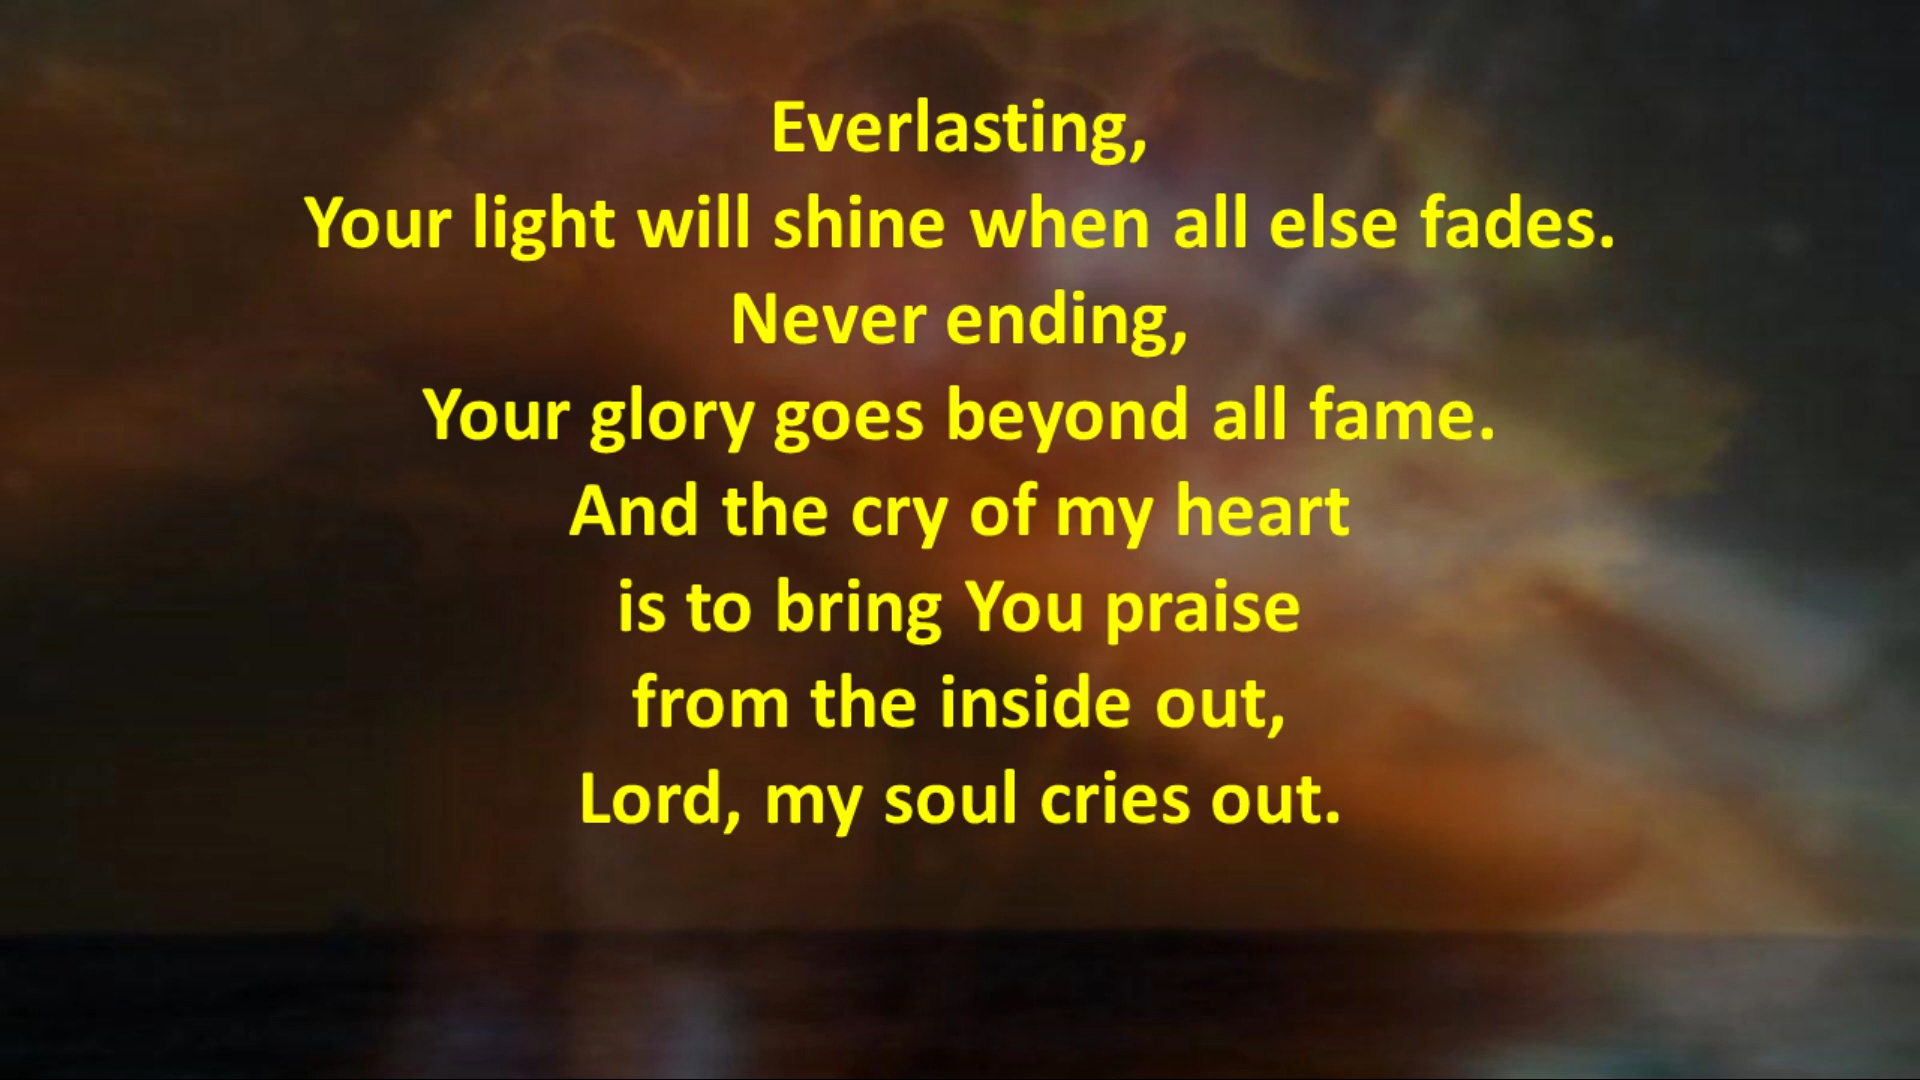 Everlasting,
Your light will shine when all else fades.
Never ending,
Your glory goes beyond all fame.
And the cry of my heart
is to bring You praise
from the inside out,
Lord, my soul cries out.